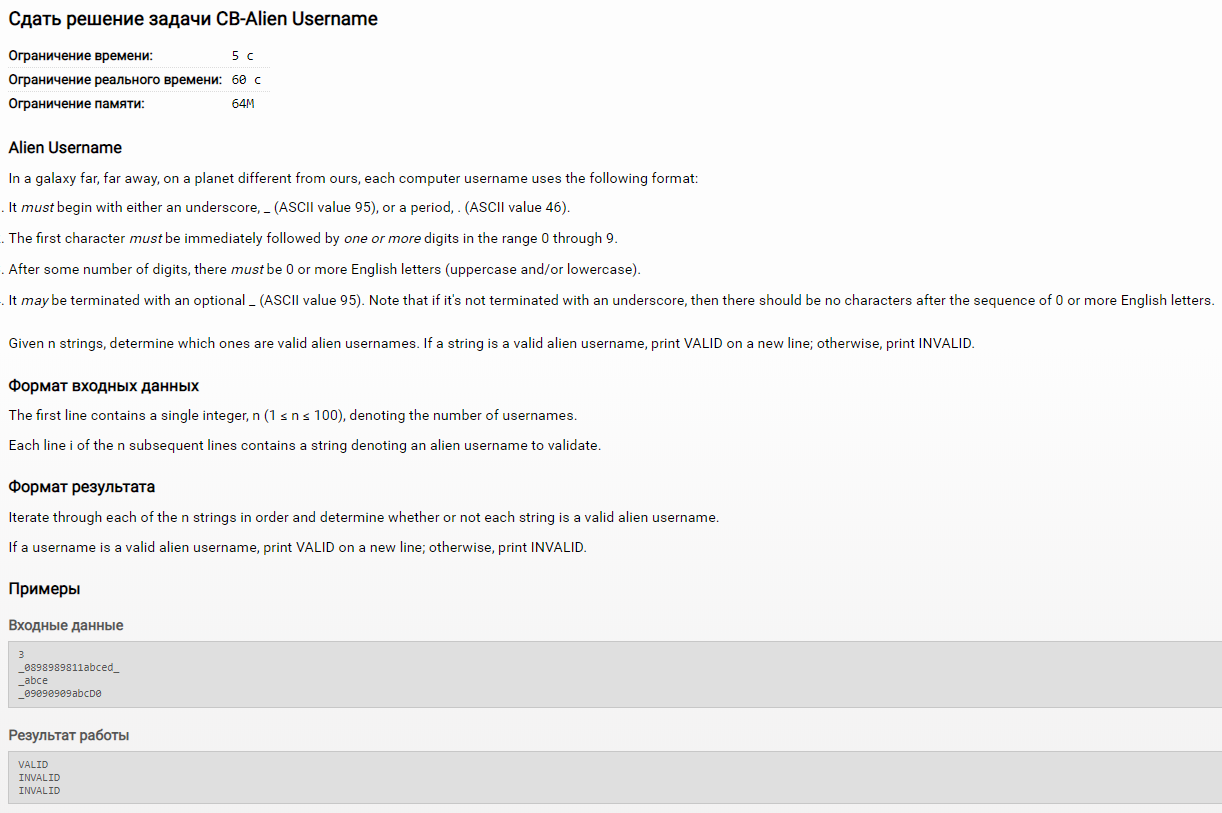 Сдать решение задачи CB-Alien Username
Ограничение времени: 5 с
Ограничение реального времени: 60 с
Ограничение памяти: 64M
Alien Username
In a galaxy far, far away, on a planet different from ours, each computer username uses the following format:
. It must begin with either an underscore, _ (ASCII value 95), or a period, . (ASCII value 46).
. The first character must be immediately followed by one or more digits in the range 0 through 9.
. After some number of digits, there must be 0 or more English letters (uppercase and/or lowercase).
. It may be terminated with an optional _ (ASCII value 95). Note that if it's not terminated with an underscore, then there should be no characters after the sequence of 0 or more English letters.
Given n strings, determine which ones are valid alien usernames. If a string is a valid alien username, print VALID on a new line; otherwise, print INVALID.
Формат входных данных
The first line contains a single integer, n (1 ≤ n ≤ 100), denoting the number of usernames.
Each line i of the n subsequent lines contains a string denoting an alien username to validate.
Формат результата
Iterate through each of the n strings in order and determine whether or not each string is a valid alien username.
If a username is a valid alien username, print VALID on a new line; otherwise, print INVALID.
Примеры
Входные данные
3
_0898989811abced_
_abce
_09090909abcD0
Результат работы
VALID
INVALID
INVALID